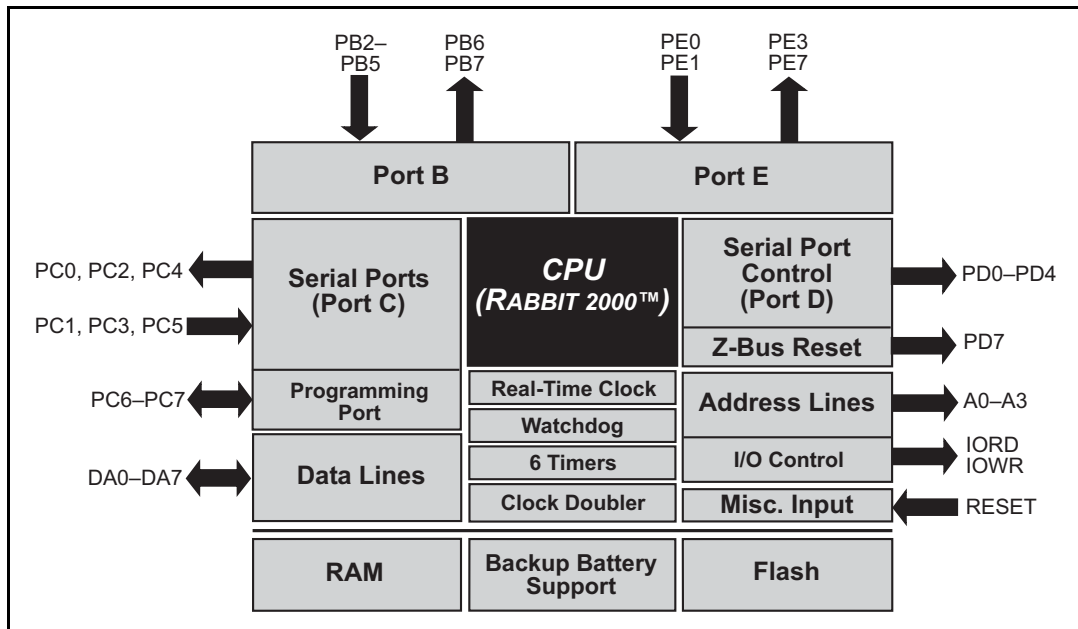 PB2–
PB5
PB6
PB7
PE0
PE1
PE3
PE7
Port B
Port E
PC0, PC2, PC4
PC1, PC3, PC5
Serial Ports
(Port C)
CPU
(RABBIT 2000™)
Serial Port
Control
(Port D)
PD0–PD4
Z-Bus Reset
PD7
PC6–PC7
Programming
Port
Real-Time Clock
Watchdog
Address Lines
A0–A3
DA0–DA7
Data Lines
6 Timers
Clock Doubler
I/O Control
IORD
IOWR
Misc. Input
RESET
RAM
Backup Battery
Support
Flash